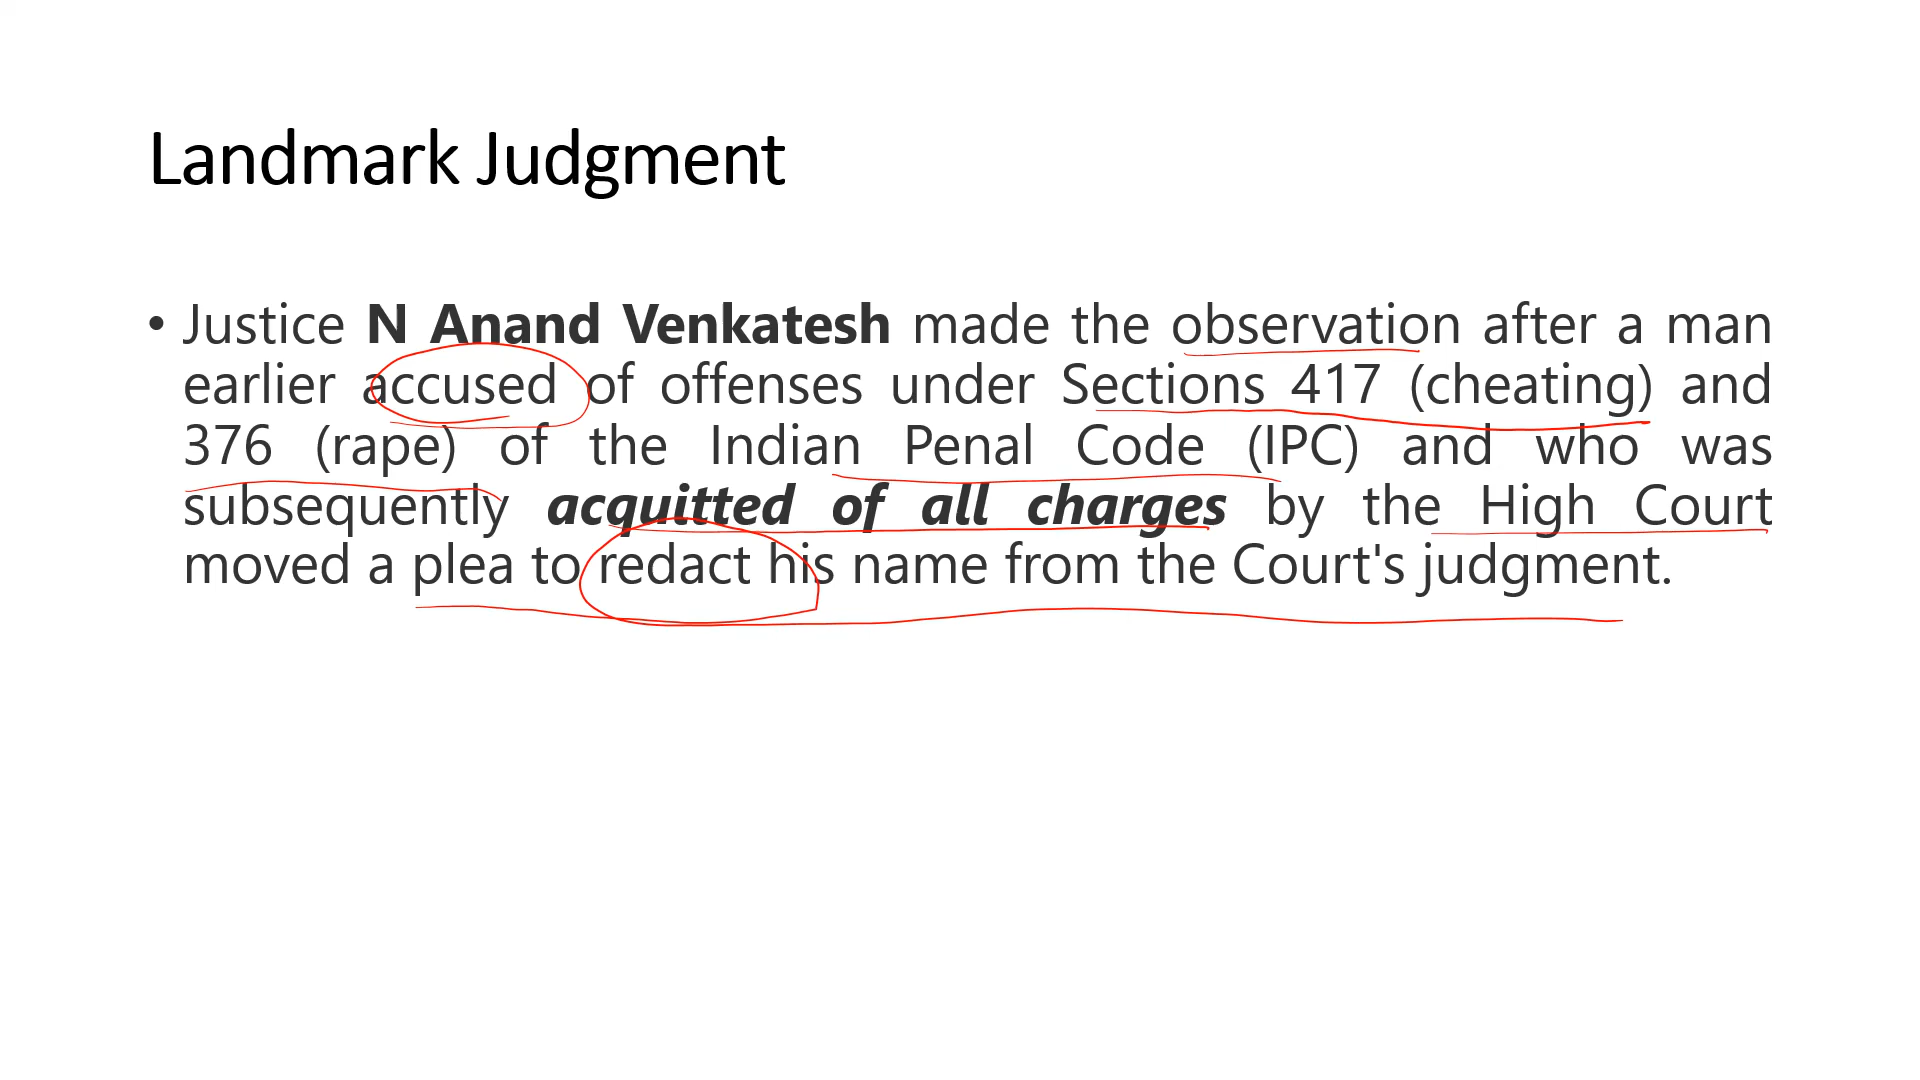 Landmark Judgment
• Justice N Anand Venkatesh made the observation after a man
earlier accused of offenses under Sections 417 (cheating) and
376 (rape) of the Indian Penal Code (IPC) and who was
subsequently acquitted of all charges by the High Court
moved a plea to redact his name from the Court's judgment.